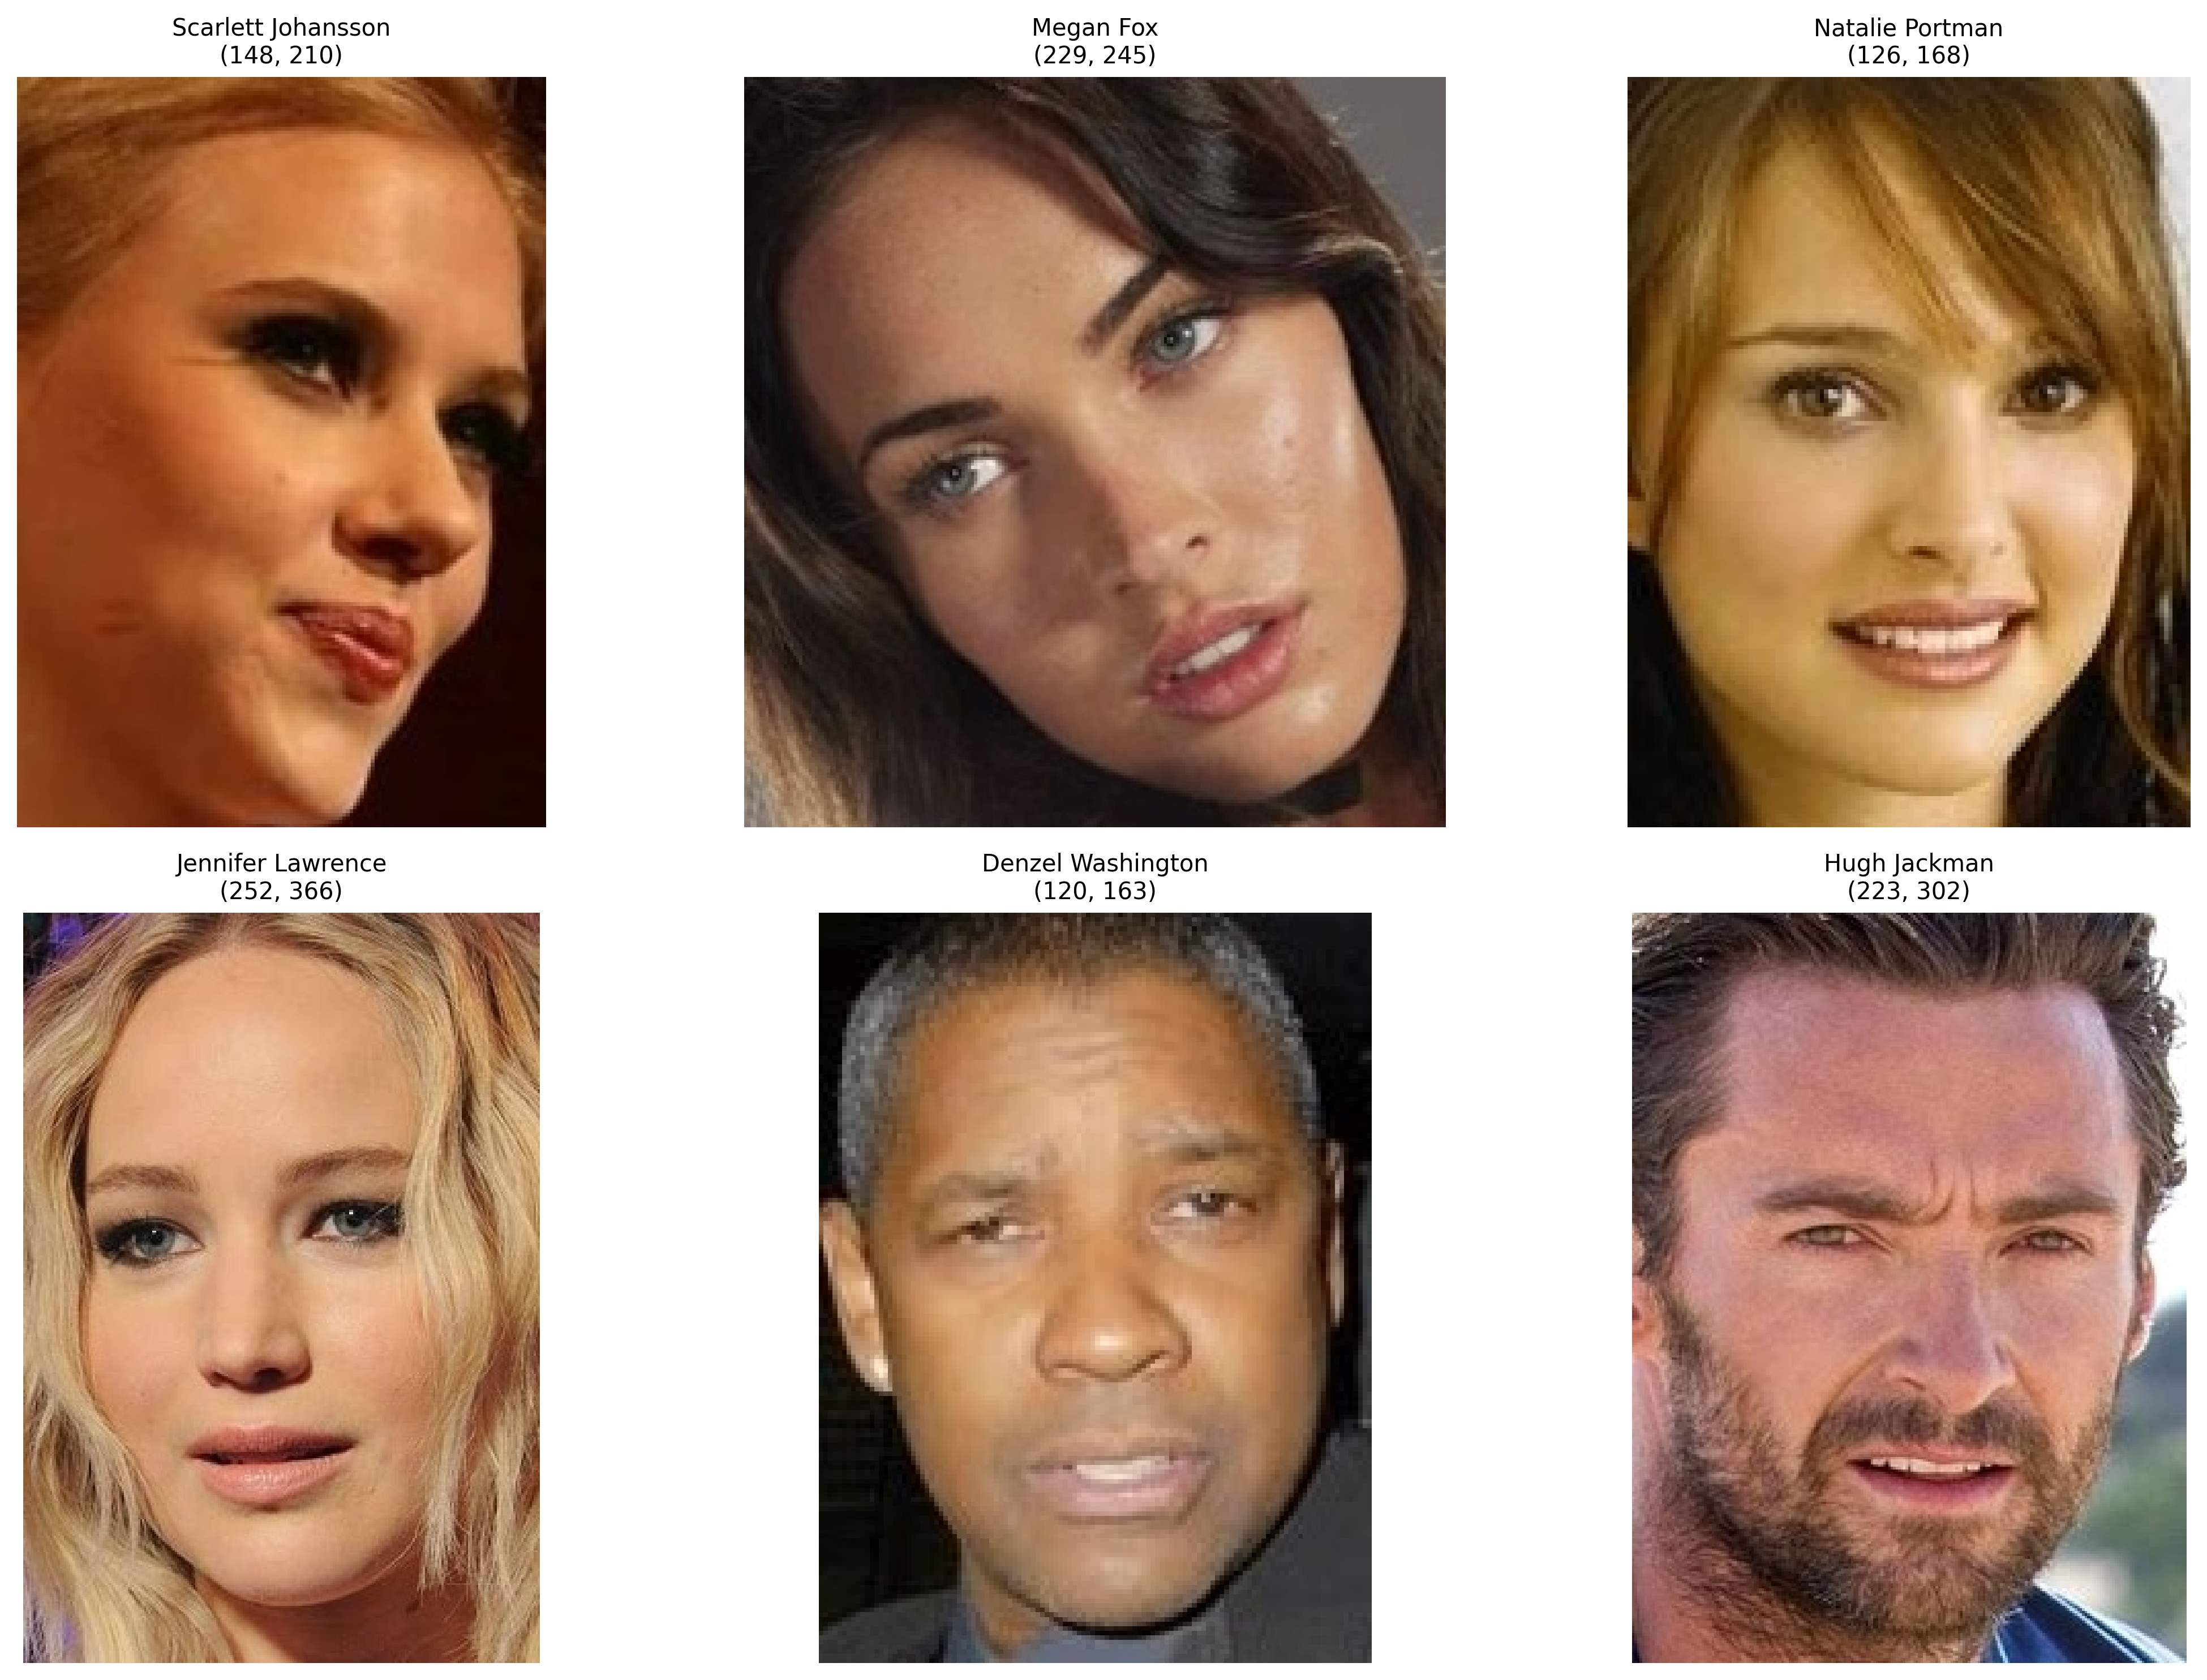 Scarlett Johansson
(148, 210)
Megan Fox
(229, 245)
Natalie Portman
(126, 168)
Jennifer Lawrence
(252, 366)
Denzel Washington
(120, 163)
Hugh Jackman
(223, 302)